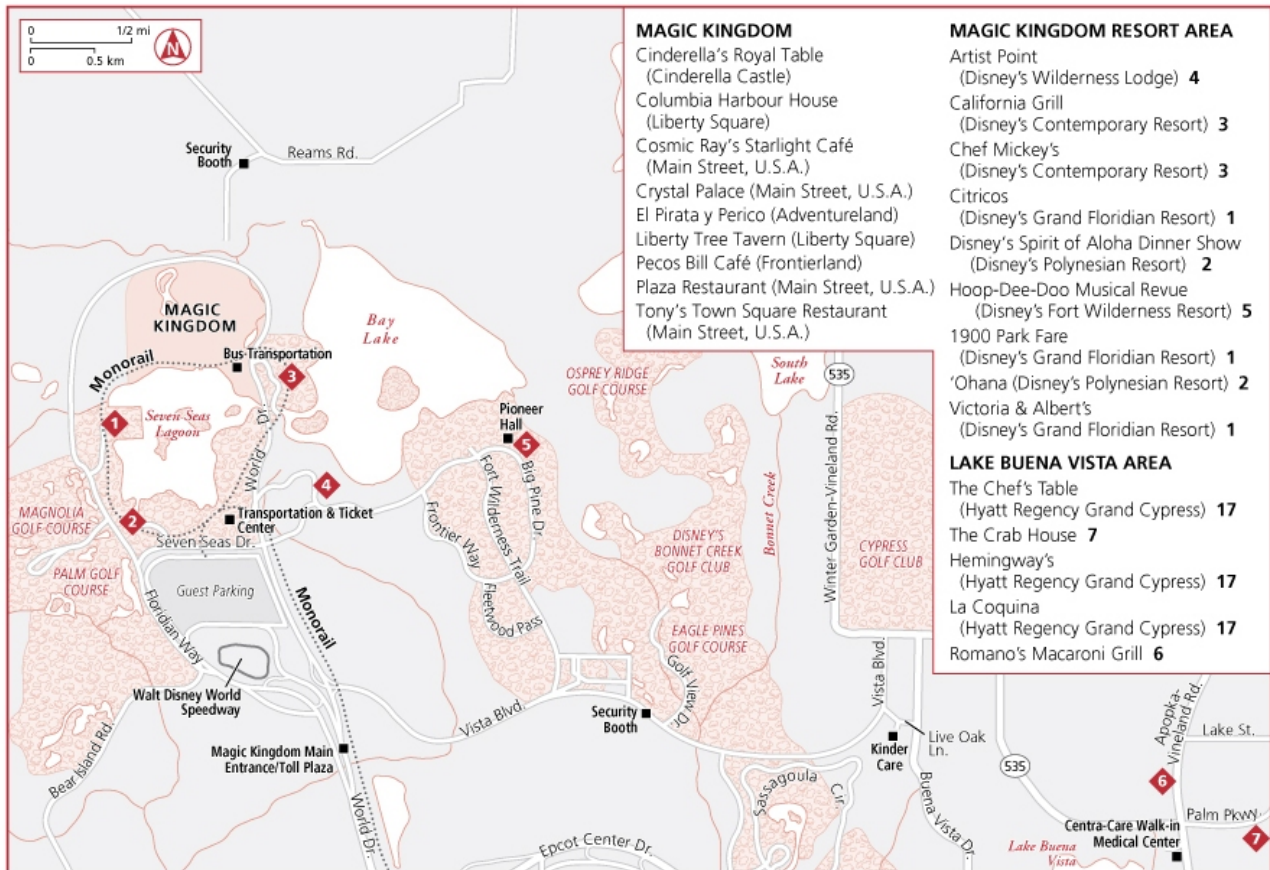 0 1/2 mi
0 0.5 km
N
MAGIC KINGDOM
Cinderella's Royal Table
(Cinderella Castle)
Columbia Harbour House
(Liberty Square)
Cosmic Ray's Starlight Café
(Main Street, U.S.A.)
Crystal Palace (Main Street, U.S.A.)
El Pirata y Perico (Adventureland)
Liberty Tree Tavern (Liberty Square)
Pecos Bill Café (Frontierland)
Plaza Restaurant (Main Street, U.S.A.)
Tony's Town Square Restaurant
(Main Street, U.S.A.)
MAGIC KINGDOM RESORT AREA
Artist Point
(Disney's Wilderness Lodge) 4
California Grill
(Disney's Contemporary Resort) 3
Chef Mickey's
(Disney's Contemporary Resort) 3
Citricos
(Disney's Grand Floridian Resort) 1
Disney's Spirit of Aloha Dinner Show
(Disney's Polynesian Resort) 2
Hoop-Dee-Doo Musical Revue
(Disney's Fort Wilderness Resort) 5
1900 Park Fare
(Disney's Grand Floridian Resort) 1
'Ohana (Disney's Polynesian Resort) 2
Victoria & Albert's
(Disney's Grand Floridian Resort) 1
LAKE BUENA VISTA AREA
The Chef's Table
(Hyatt Regency Grand Cypress) 17
The Crab House 7
Hemingway's
(Hyatt Regency Grand Cypress) 17
La Coquina
(Hyatt Regency Grand Cypress) 17
Romano's Macaroni Grill 6
Security
Booth
Reams Rd.
MAGIC
KINGDOM
Bus-Transportation
Monorail
3
Bay
Lake
1
Seven Seas
Lagoon
World Dr.
OSPREY RIDGE
GOLF COURSE
South
Lake
535
Pioneer
Hall
5
4
MAGNOLIA
GOLF COURSE
2
Transportation & Ticket
Center
Seven Seas Dr.
Fort Wilderness Trail
Big Pine Dr.
Frontier Way
Fleetwood Pass
DISNEY'S
BONNET CREEK
GOLF CLUB
Bonnet Creek
Winter Garden-Vineland Rd.
CYPRESS
GOLF CLUB
PALM GOLF
COURSE
Guest Parking
Monorail
Floridian Way
EAGLE PINES
GOLF COURSE
Golf View Dr.
Walt Disney World
Speedway
Vista Blvd.
Security
Booth
Vista Blvd.
Bear Island Rd.
Magic Kingdom Main
Entrance/Toll Plaza
World Dr.
Kinder
Care
Live Oak
Ln.
Buena Vista Dr.
535
Apopka-
Vineland Rd.
Lake St.
6
Sassagoula Cir.
Epcot Center Dr.
Palm Pkwy.
7
Centra-Care Walk-in
Medical Center
Lake Buena
Vista